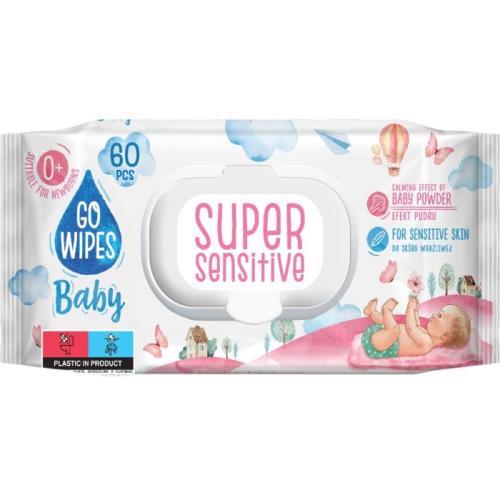 0+
SUITABLE FOR NEWBORNS
60
PCS
GO
WIPES
Baby
SUPER
Sensitive
CALMING EFFECT OF
BABY POWDER
EFEKT PUDRU
FOR SENSITIVE SKIN
DO SKÓRY WRAŻLIWEJ
PLASTIC IN PRODUCT